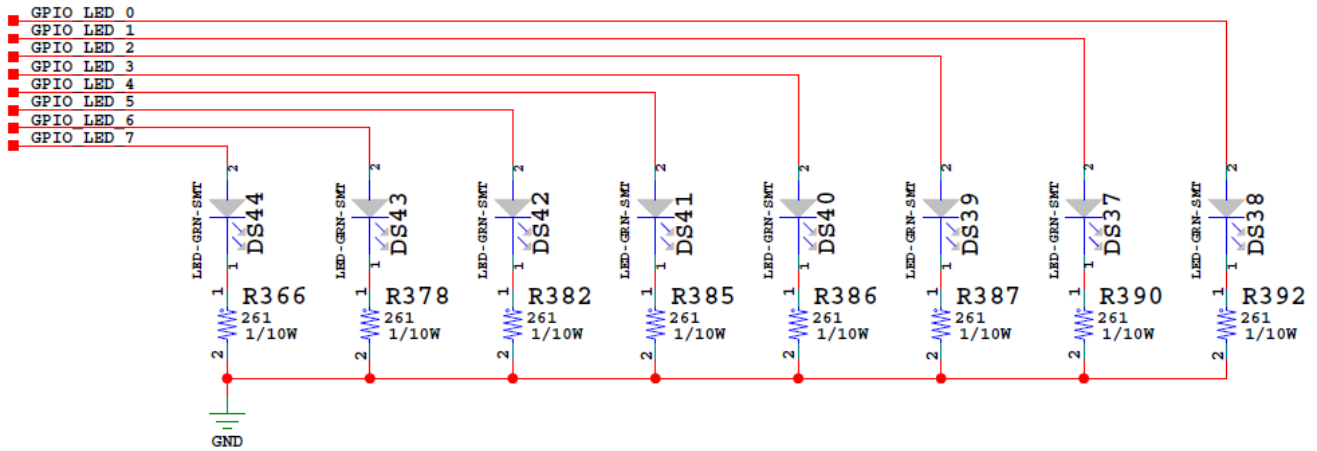 GPIO_LED_0
GPIO_LED_1
GPIO_LED_2
GPIO_LED_3
GPIO_LED_4
GPIO_LED_5
GPIO_LED_6
GPIO_LED_7
2 2 2 2 2 2 2 2
LED-GRN-SMT DS44 LED-GRN-SMT DS43 LED-GRN-SMT DS42 LED-GRN-SMT DS41 LED-GRN-SMT DS40 LED-GRN-SMT DS39 LED-GRN-SMT DS37 LED-GRN-SMT DS38
1 1 1 1 1 1 1 1
1 R366 1 R378 1 R382 1 R385 1 R386 1 R387 1 R390 1 R392
261 261 261 261 261 261 261 261
1/10W 1/10W 1/10W 1/10W 1/10W 1/10W 1/10W 1/10W
2 2 2 2 2 2 2 2
GND